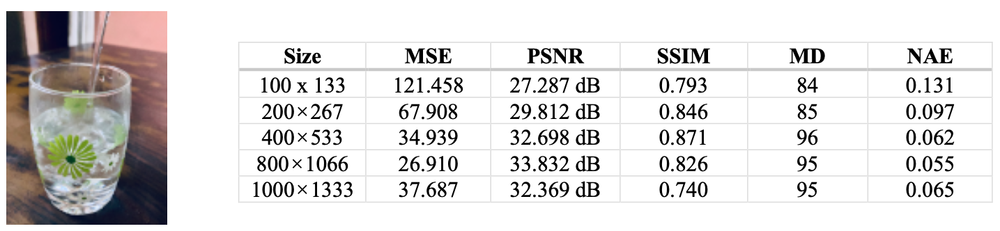 Size MSE PSNR SSIM MD NAE
100 x 133 121.458 27.287 dB 0.793 84 0.131
200×267 67.908 29.812 dB 0.846 85 0.097
400×533 34.939 32.698 dB 0.871 96 0.062
800×1066 26.910 33.832 dB 0.826 95 0.055
1000×1333 37.687 32.369 dB 0.740 95 0.065